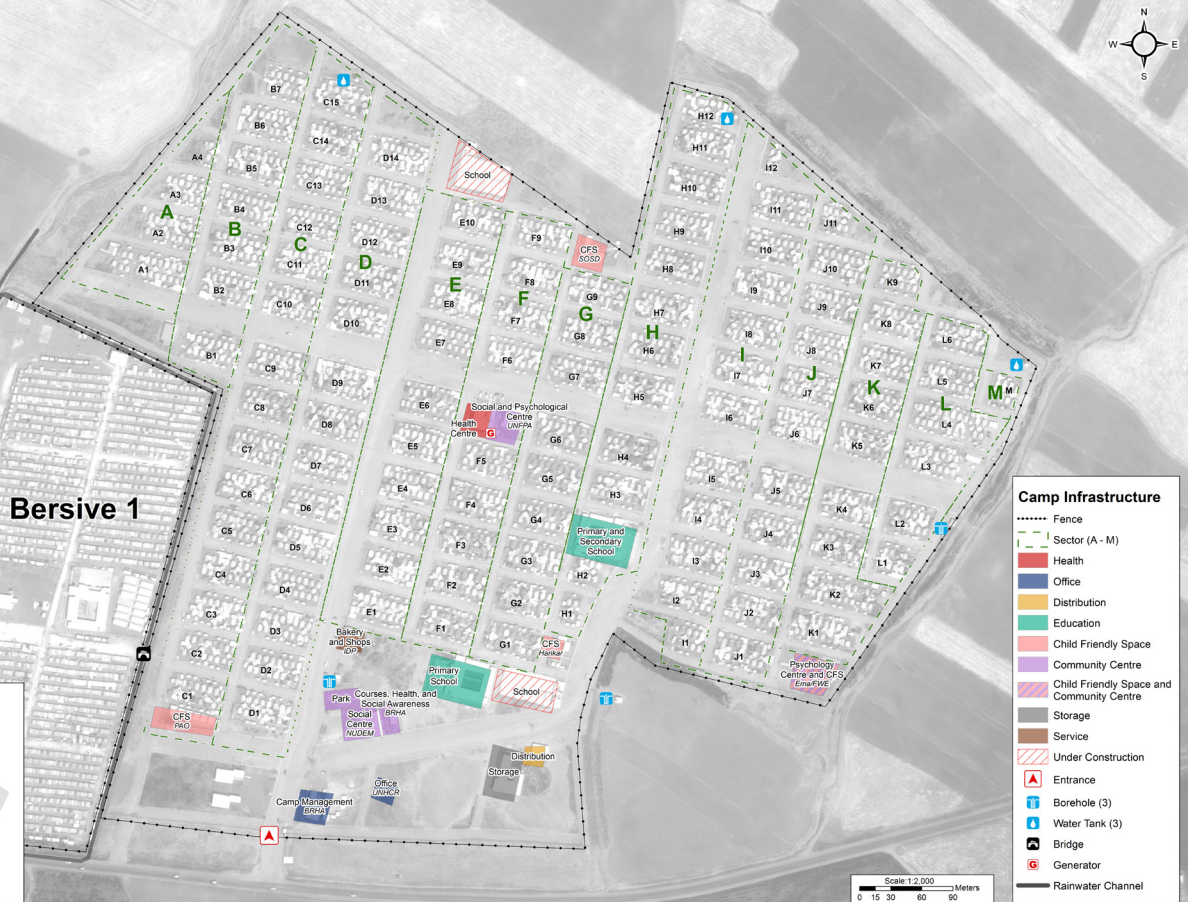 N
W
E
S
B7
C15
H12
B6
C14
H11
A4
B5
D14
School
I12
A3
C13
D13
E10
H10
A
A2
B4
B
B3
C12
C
C11
D12
D
D11
F9
CFS
SOSD
H9
I11
J11
A1
B2
C10
D10
E9
E
E8
F8
F
F7
G9
G
G8
H8
I10
J10
K9
H7
H
H6
I9
J9
K8
L6
B1
C9
D9
E7
F6
G7
H5
I8
I
I7
J8
J
J7
K7
K
K6
L5
L
L4
M
M
C8
D8
E6
Social and Psychological
Centre
UNFPA
Health
Centre
G
I6
J6
K5
L3
C7
D7
E5
F5
G6
H4
C6
D6
E4
F4
G5
H3
I5
J5
K4
L2
Bersive 1
C5
D5
E3
F3
G4
Primary and
Secondary
School
I4
J4
K3
L1
C4
D4
E2
F2
G3
H2
I3
J3
K2
C3
D3
E1
F1
G2
H1
I2
J2
K1
C2
D2
Bakery
and Shops
IDP
G1
CFS
Hankar
I1
J1
Psychology
Centre and CFS
Ema/FWE
C1
D1
CFS
PAO
Park
Courses, Health, and
Social Awareness
BRHA
Social
Centre
NUDEM
Primary
School
School
Distribution
Storage
Office
UNHCR
Camp Management
BRHA
Camp Infrastructure
Fence
Sector (A - M)
Health
Office
Distribution
Education
Child Friendly Space
Community Centre
Child Friendly Space and
Community Centre
Storage
Service
Under Construction
Entrance
Borehole (3)
Water Tank (3)
Bridge
G
Generator
Rainwater Channel
Scale:1:2,000
Meters
0 15 30 60 90